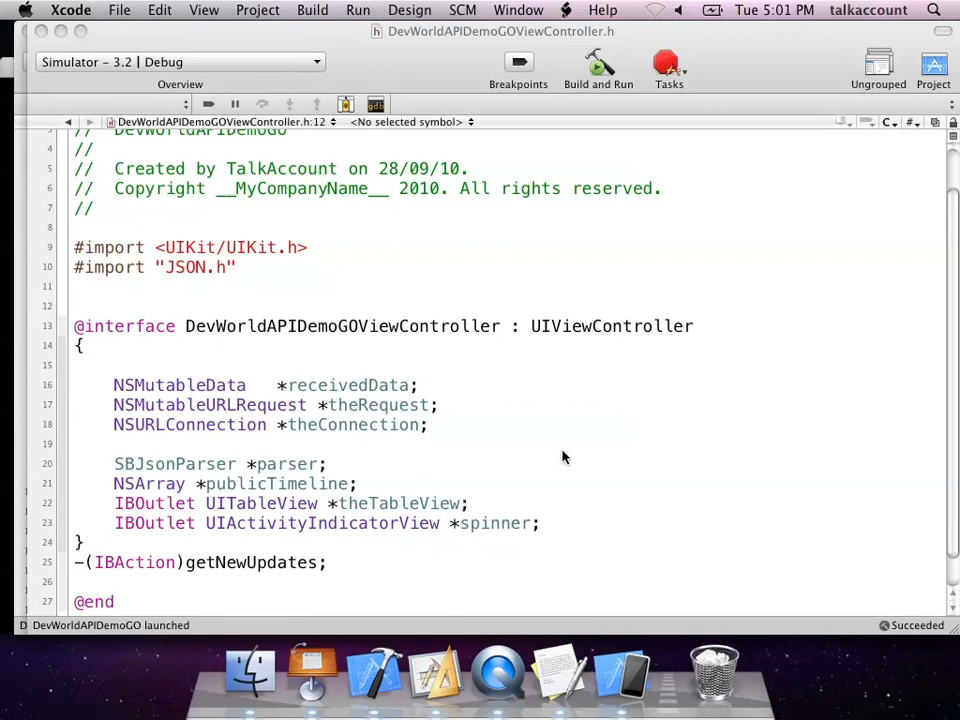 Xcode File Edit View Project Build Run Design SCM Window Help Tue 5:01 PM talkaccount
DevWorldAPIDemoGOViewController.h
Simulator - 3.2 | Debug
Overview Breakpoints Build and Run Tasks Ungrouped Project
gdb
DevWorldAPIDemoGOViewController.h:12 <No selected symbol> C #
3 // DevWorldAPIDemoGO
4 //
5 // Created by TalkAccount on 28/09/10.
6 // Copyright __MyCompanyName__ 2010. All rights reserved.
7 //
8
9 #import <UIKit/UIKit.h>
10 #import "JSON.h"
11
12
13 @interface DevWorldAPIDemoGOViewController : UIViewController
14 {
15
16 NSMutableData *receivedData;
17 NSMutableURLRequest *theRequest;
18 NSURLConnection *theConnection;
19
20 SBJsonParser *parser;
21 NSArray *publicTimeline;
22 IBOutlet UITableView *theTableView;
23 IBOutlet UIActivityIndicatorView *spinner;
24 }
25 -(IBAction)getNewUpdates;
26
27 @end
D DevWorldAPIDemoGO launched Succeeded